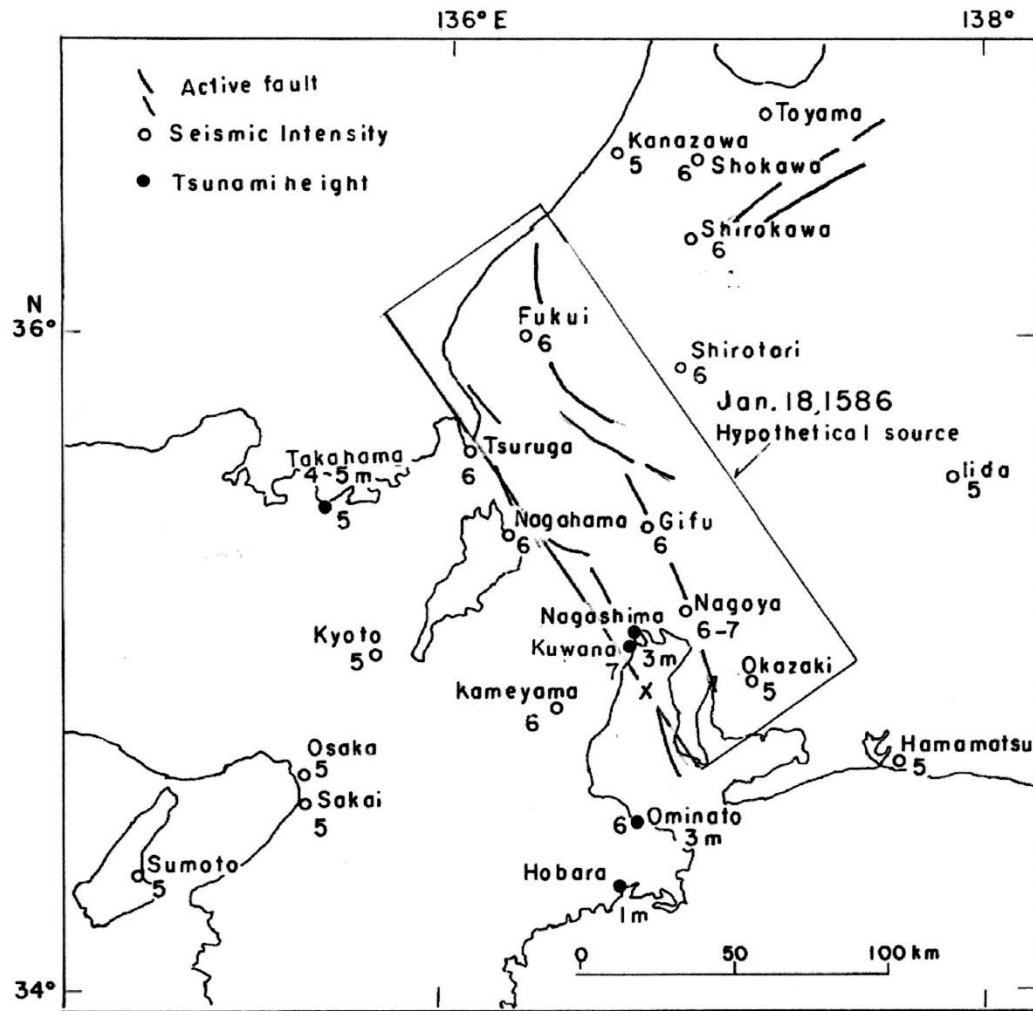 136° E
138°
Active fault
Seismic Intensity
Tsunami height
Toyama
Kanazawa
5
6
Shokawa
Shirokawa
6
N
36°
Fukui
6
Shirotari
6
Jan. 18, 1586
Hypothetical source
Takahama
4-5m
5
Tsuruga
6
Iida
5
Nagahama
6
Gifu
6
Nagoya
6-7
Nagashima
3m
Kuwana
7
Kyoto
5
Okazaki
5
Kameyama
6
X
x
Osaka
5
Sakai
5
Hamamatsu
5
Ominato
6
3m
Sumoto
5
Hobara
1m
0 50 100 km
34°